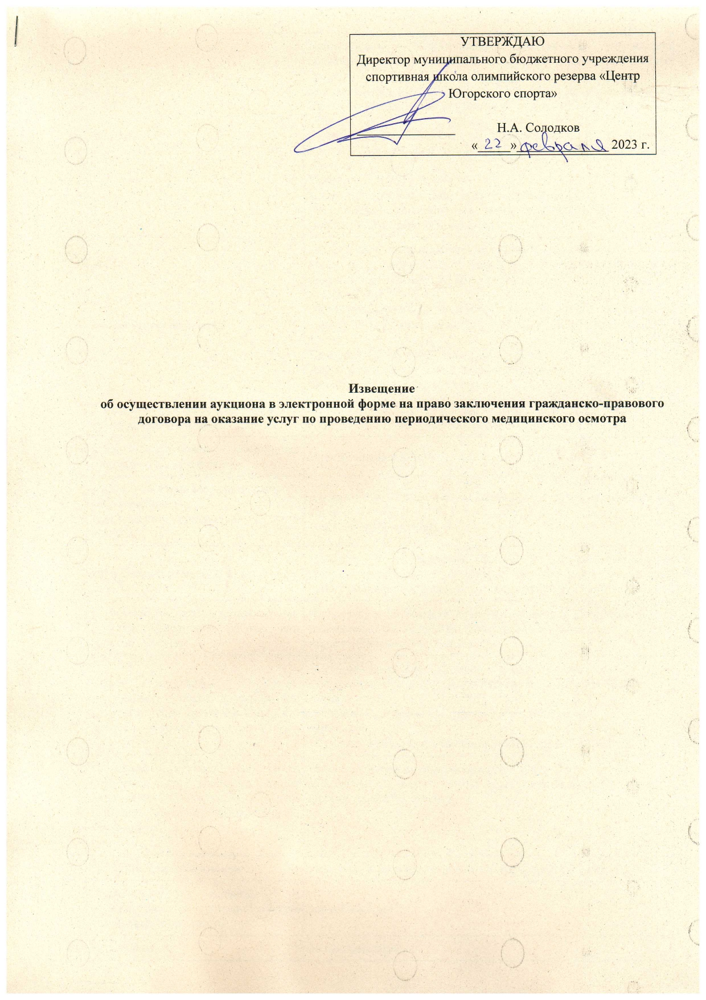 УТВЕРЖДАЮ
Директор муниципального бюджетного учреждения
спортивная школа олимпийского резерва «Центр
Югорского спорта»
Н.А. Солодков
« 22 » февраля 2023 г.
Извещение
об осуществлении аукциона в электронной форме на право заключения гражданско-правового
договора на оказание услуг по проведению периодического медицинского осмотра